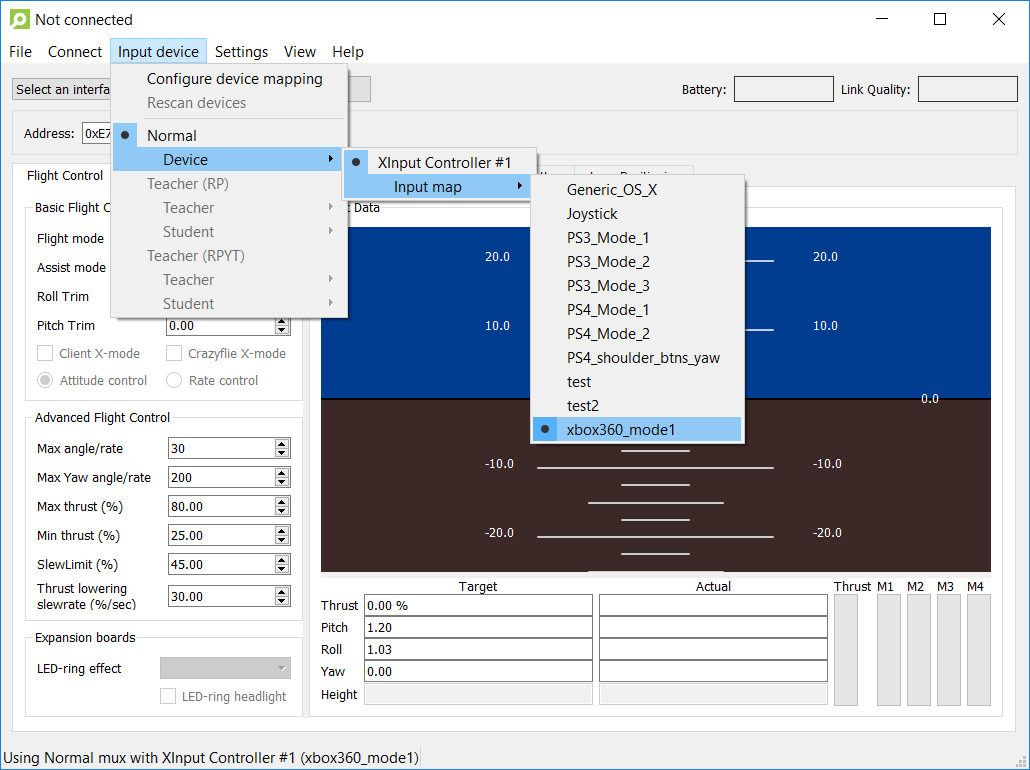 Not connected
File Connect Input device Settings View Help
Select an interfa
Battery: Link Quality:
Address: 0xE7
Configure device mapping
Rescan devices
Normal
Device
Teacher (RP)
Teacher
Student
Teacher (RPYT)
Teacher
Student
XInput Controller #1
Input map
Generic_OS_X
Joystick
PS3_Mode_1
PS3_Mode_2
PS3_Mode_3
PS4_Mode_1
PS4_Mode_2
PS4_shoulder_btns_yaw
test
test2
xbox360_mode1
Flight Control
Basic Flight C
Flight mode
Assist mode
Roll Trim
Pitch Trim 0.00
Client X-mode Crazyflie X-mode
Attitude control Rate control
Advanced Flight Control
Max angle/rate 30
Max Yaw angle/rate 200
Max thrust (%) 80.00
Min thrust (%) 25.00
SlewLimit (%) 45.00
Thrust lowering
slewrate (%/sec) 30.00
Expansion boards
LED-ring effect
LED-ring headlight
t Data
20.0 20.0
10.0 10.0
0.0
-10.0 -10.0
-20.0 -20.0
Target Actual Thrust M1 M2 M3 M4
Thrust 0.00 %
Pitch 1.20
Roll 1.03
Yaw 0.00
Height
Using Normal mux with XInput Controller #1 (xbox360_mode1)